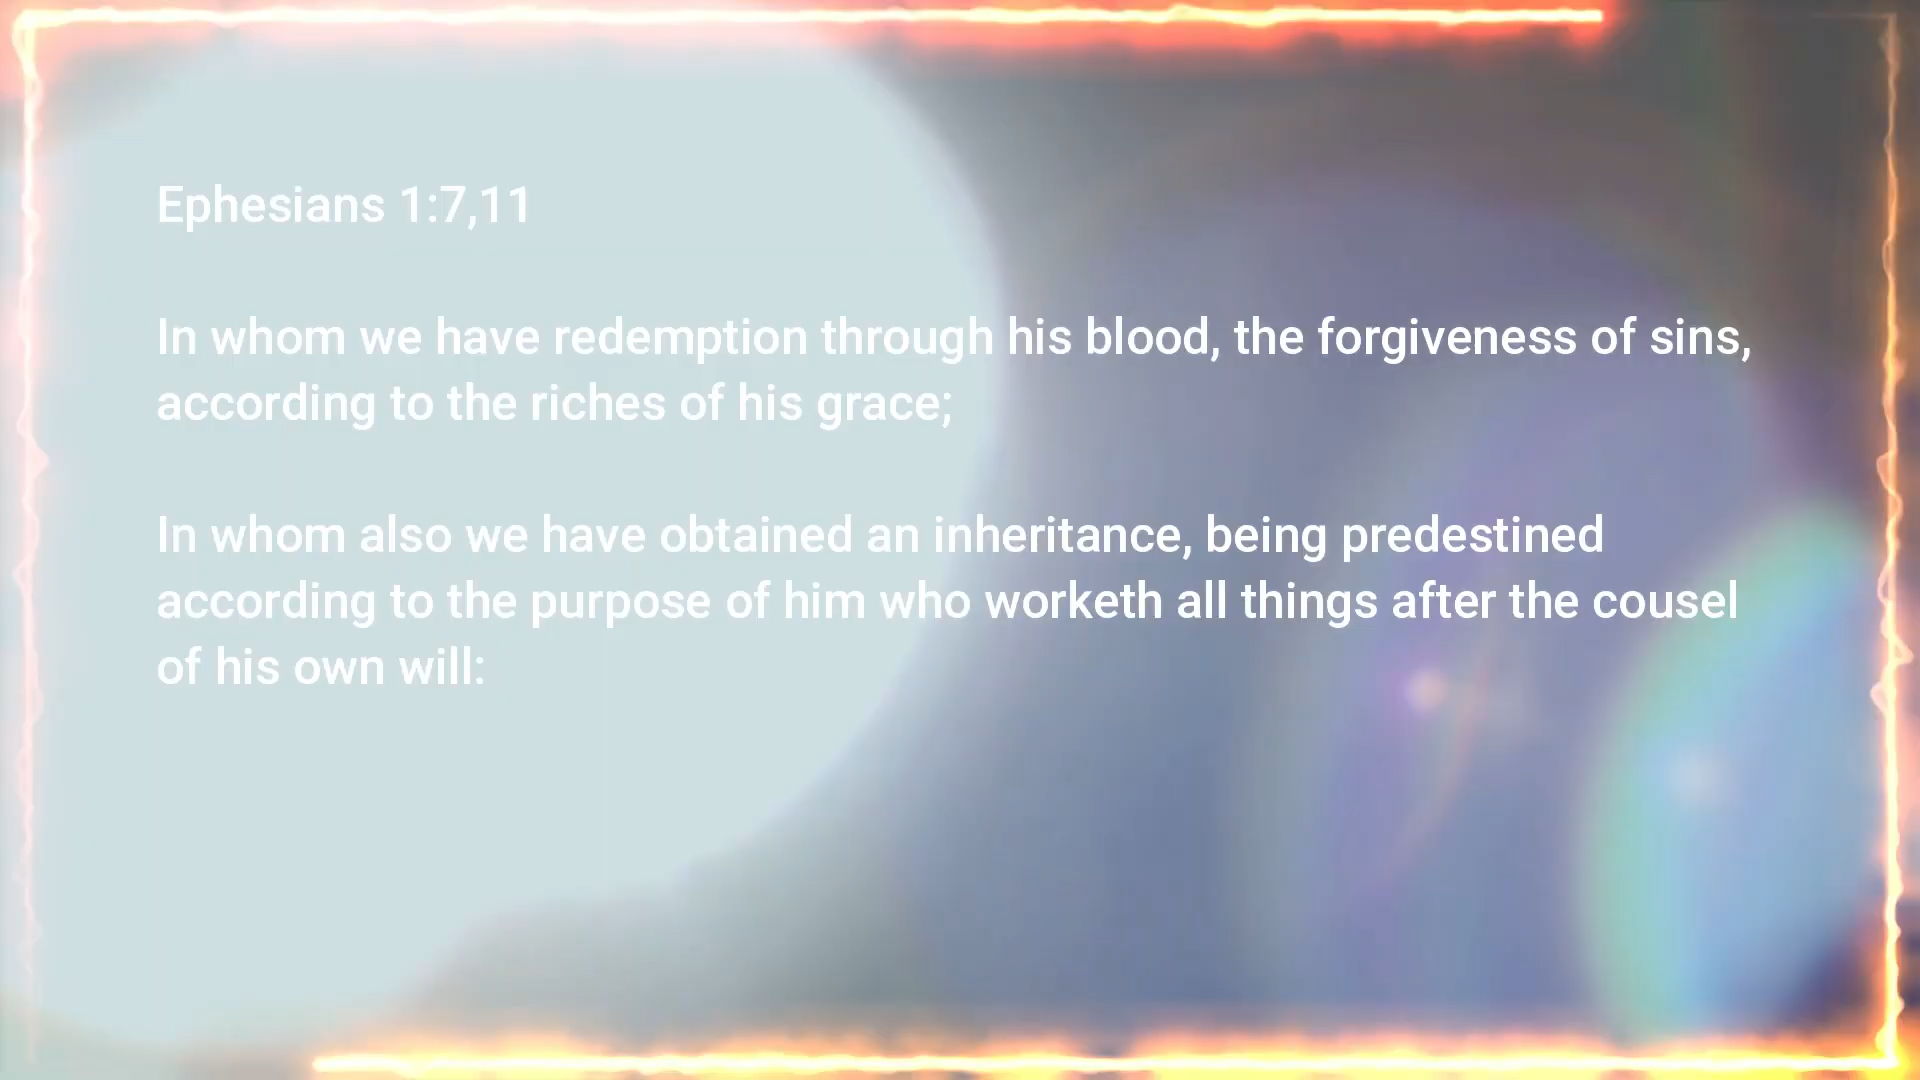 Ephesians 1:7,11
In whom we have redemption through his blood, the forgiveness of sins,
according to the riches of his grace;
In whom also we have obtained an inheritance, being predestined
according to the purpose of him who worketh all things after the cousel
of his own will: